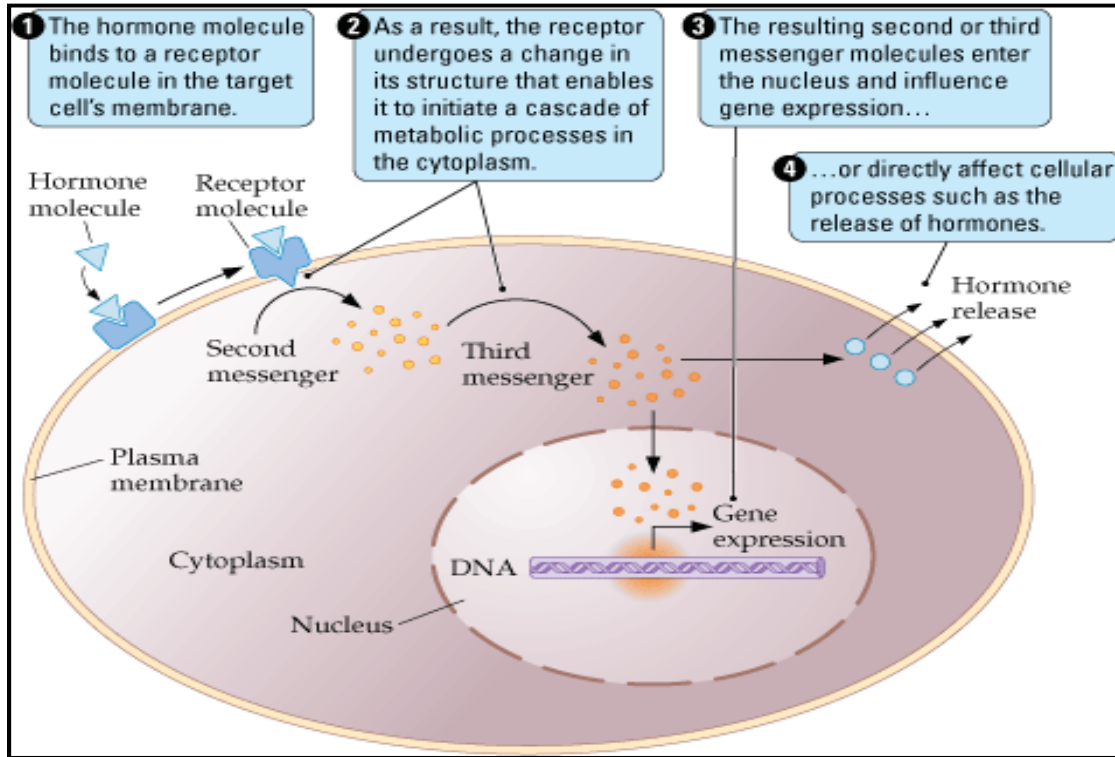 1 The hormone molecule
binds to a receptor
molecule in the target
cell's membrane.
2 As a result, the receptor
undergoes a change in
its structure that enables
it to initiate a cascade of
metabolic processes in
the cytoplasm.
3 The resulting second or third
messenger molecules enter
the nucleus and influence
gene expression…
4 …or directly affect cellular
processes such as the
release of hormones.
Hormone
molecule
Receptor
molecule
Second
messenger
Third
messenger
Hormone
release
Plasma
membrane
Cytoplasm
Nucleus
DNA
Gene
expression